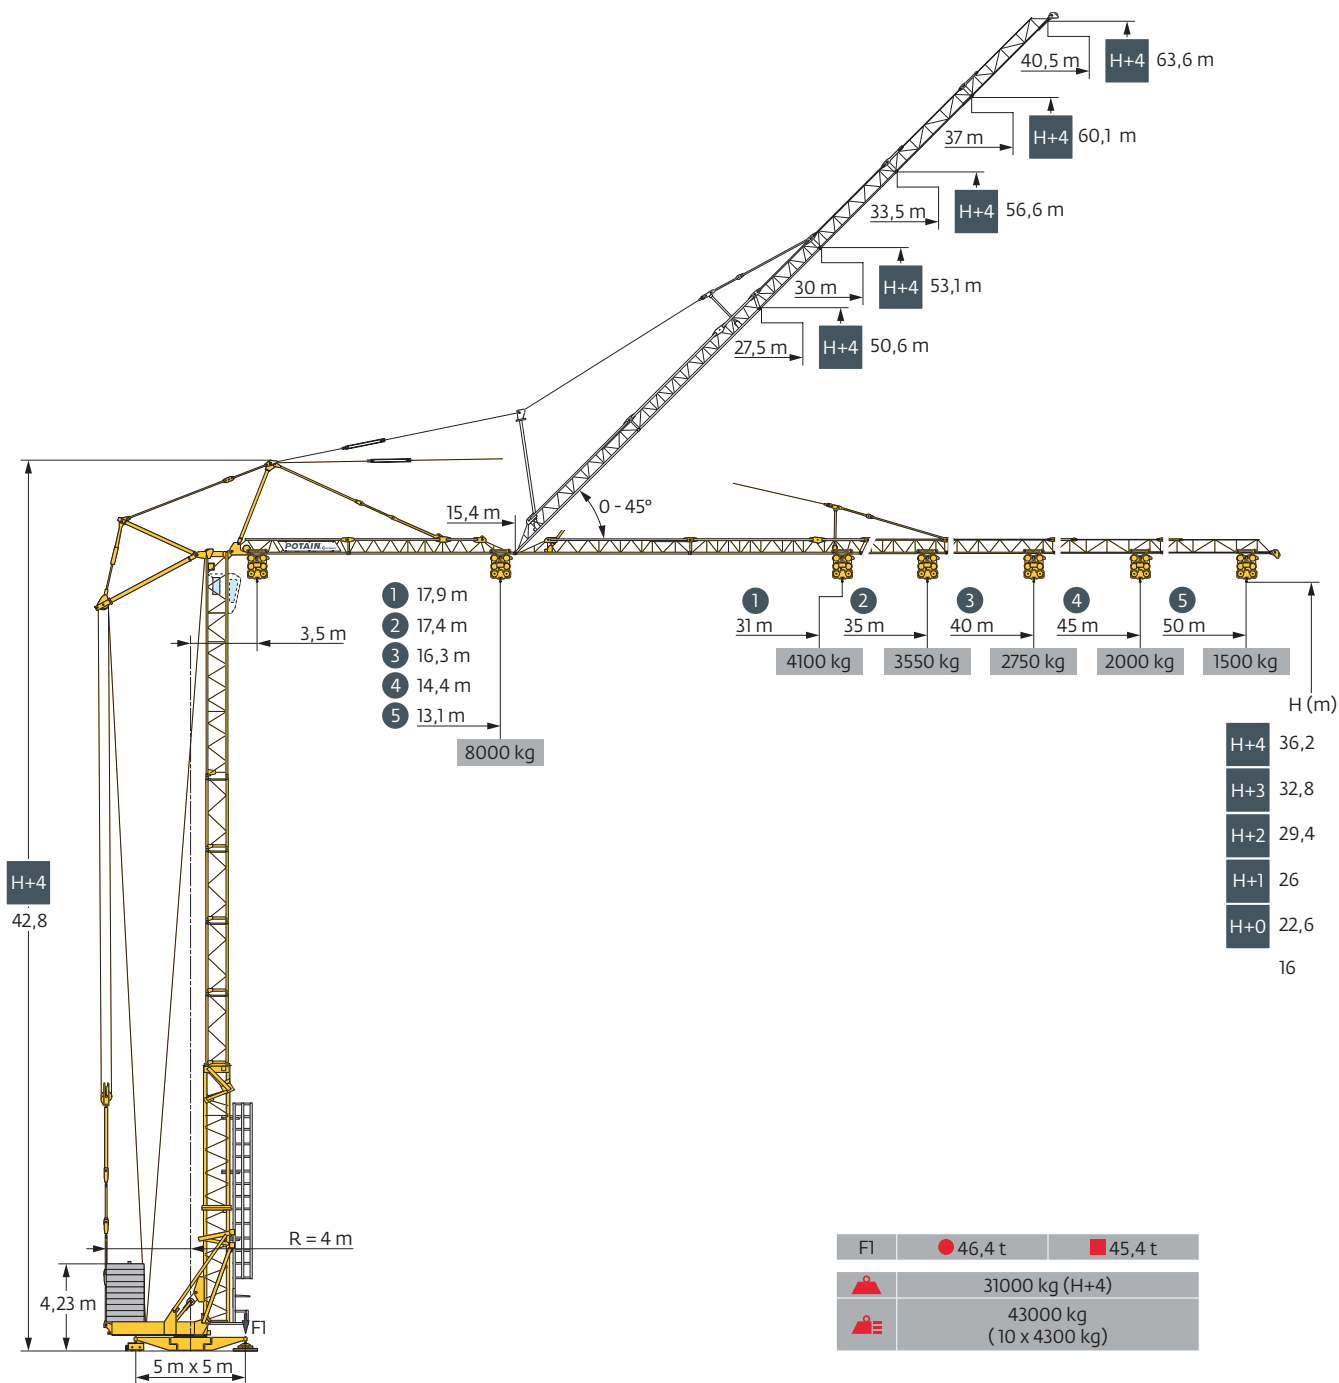 40,5 m
H+4 63,6 m
37 m
H+4 60,1 m
33,5 m
H+4 56,6 m
30 m
H+4 53,1 m
27,5 m
H+4 50,6 m
15,4 m
0 - 45°
POTAIN
1 17,9 m
2 17,4 m
3 16,3 m
4 14,4 m
5 13,1 m
8000 kg
3,5 m
1 2 3 4 5
31 m 35 m 40 m 45 m 50 m
4100 kg 3550 kg 2750 kg 2000 kg 1500 kg
H (m)
H+4 36,2
H+3 32,8
H+2 29,4
H+1 26
H+0 22,6
16
H+4
42,8
R = 4 m
4,23 m
F1
5 m x 5 m
F1 46,4 t 45,4 t
31000 kg (H+4)
43000 kg
(10 x 4300 kg)